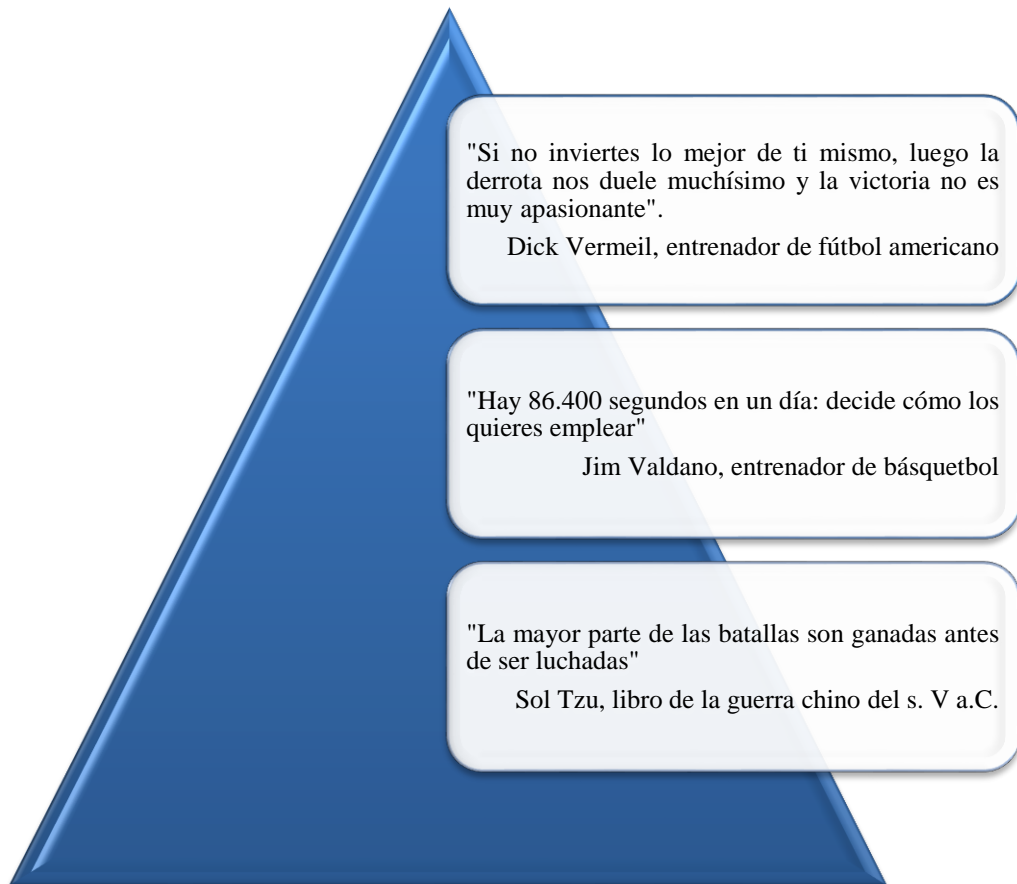 "Si no inviertes lo mejor de ti mismo, luego la
derrota nos duele muchísimo y la victoria no es
muy apasionante".
Dick Vermeil, entrenador de fútbol americano
"Hay 86.400 segundos en un día: decide cómo los
quieres emplear"
Jim Valdano, entrenador de básquetbol
"La mayor parte de las batallas son ganadas antes
de ser luchadas"
Sol Tzu, libro de la guerra chino del s. V a.C.